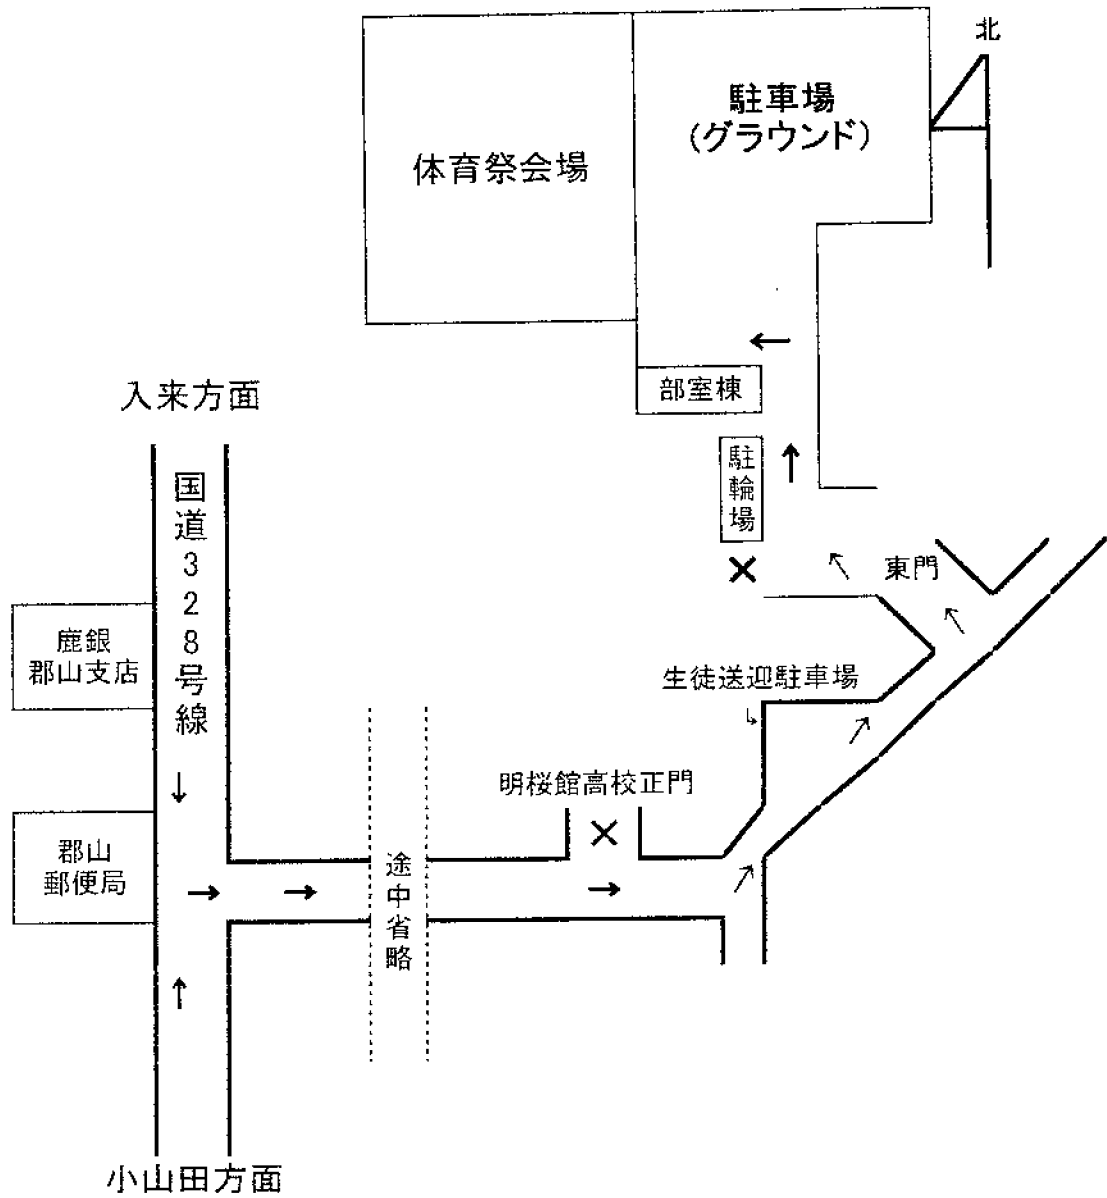 北
駐車場
(グラウンド)
体育祭会場
入来方面
部室棟
駐輪場
国道328号線
東門
鹿銀
郡山支店
生徒送迎駐車場
明桜館高校正門
郡山
郵便局
途中省略
小山田方面